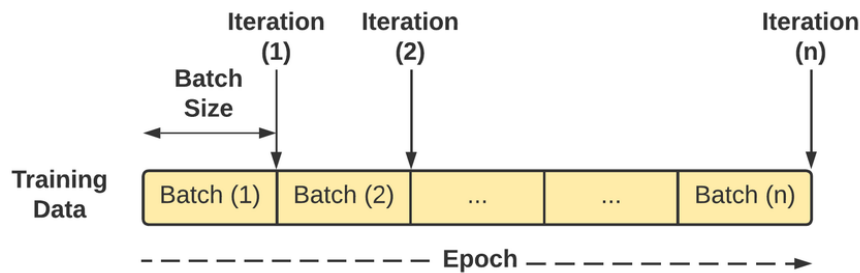 Iteration
(1)
Iteration
(2)
Iteration
(n)
Batch
Size
Training
Data
Batch (1)
Batch (2)
...
...
Batch (n)
Epoch